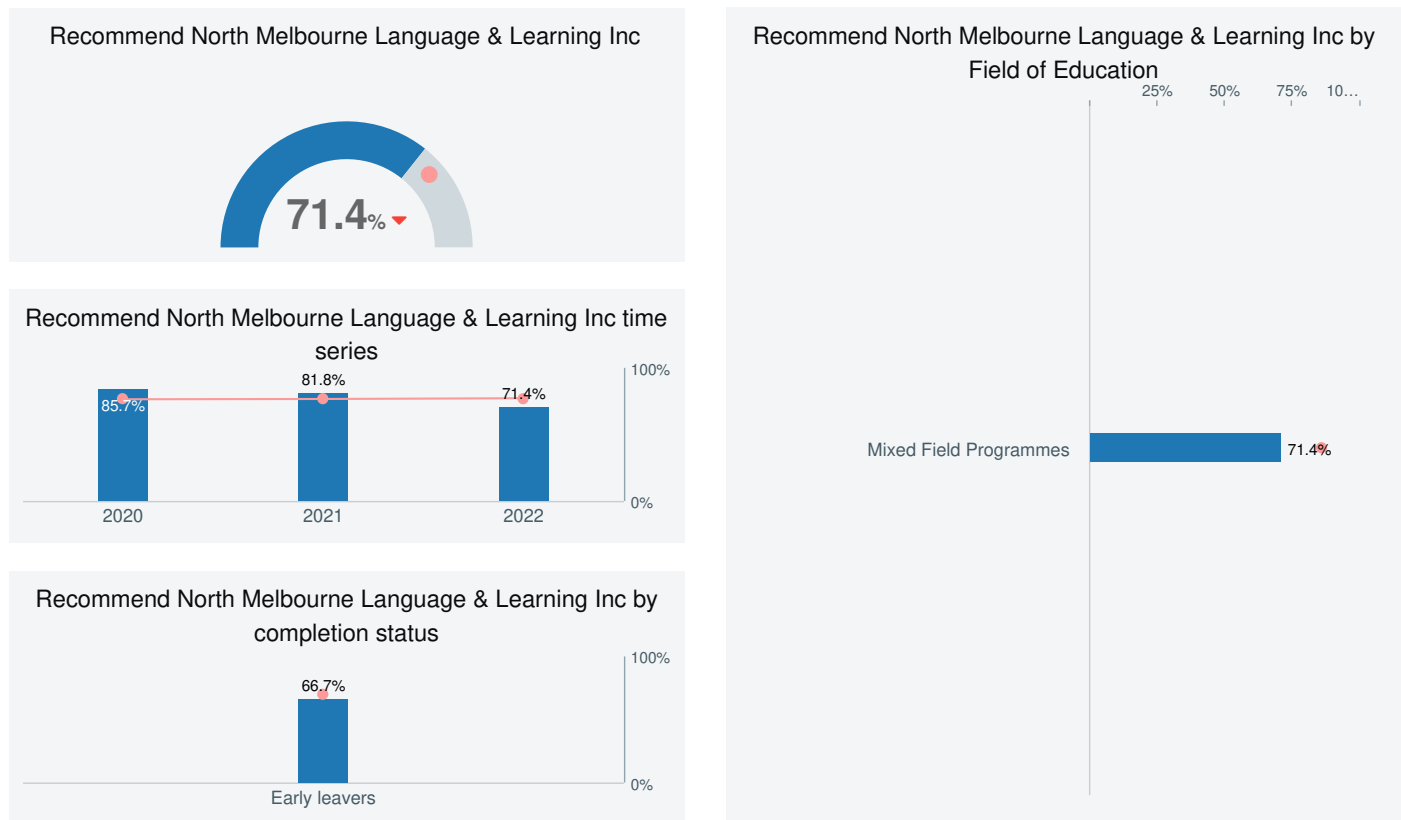 Recommend North Melbourne Language & Learning Inc
71.4%
Recommend North Melbourne Language & Learning Inc time
series
100%
81.8%
85.7%
71.4%
0%
2020
2021
2022
Recommend North Melbourne Language & Learning Inc by
completion status
100%
66.7%
0%
Early leavers
Recommend North Melbourne Language & Learning Inc by
Field of Education
25% 50% 75% 10…
Mixed Field Programmes
71.4%